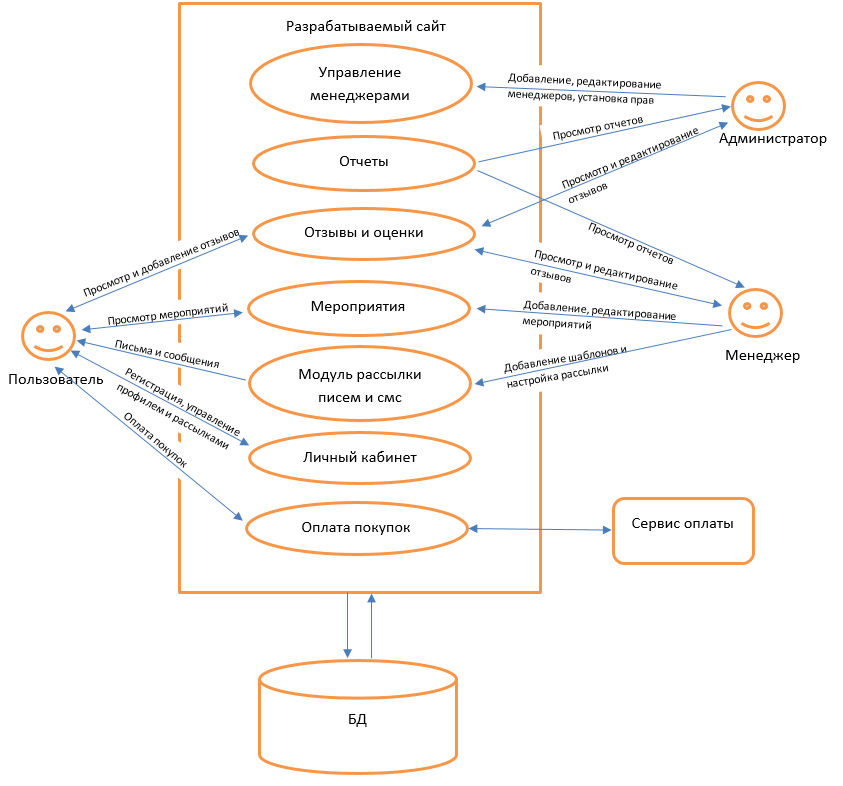 Разрабатываемый сайт
Управление
менеджерами
Добавление, редактирование
менеджеров, установка прав
Администратор
Просмотр отчетов
Отчеты
Просмотр и редактирование
отзывов
Отзывы и оценки
Просмотр отчетов
Просмотр и добавление отзывов
Просмотр и редактирование
отзывов
Мероприятия
Просмотр мероприятий
Добавление, редактирование
мероприятий
Менеджер
Пользователь
Письма и сообщения
Модуль рассылки
писем и смс
Добавление шаблонов и
настройка рассылки
Регистрация, управление
профилем и рассылками
Личный кабинет
Оплата покупок
Оплата покупок
Сервис оплаты
БД